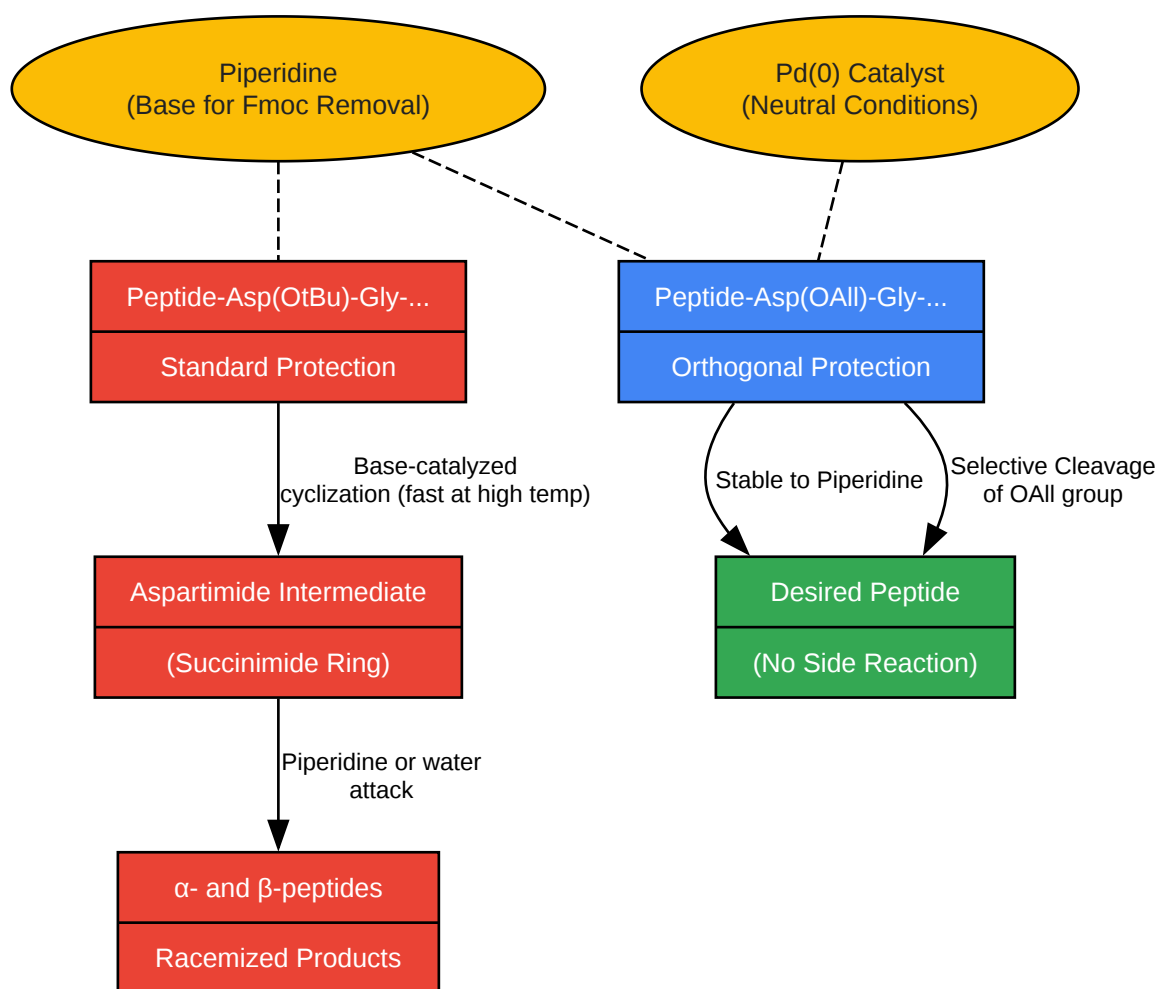 Piperidine
(Base for Fmoc Removal)
Pd(0) Catalyst
(Neutral Conditions)
Peptide-Asp(OtBu)-Gly-...
Standard Protection
Peptide-Asp(OAll)-Gly-...
Orthogonal Protection
Base-catalyzed
cyclization (fast at high temp)
Stable to Piperidine
Selective Cleavage
of OAll group
Aspartimide Intermediate
(Succinimide Ring)
Desired Peptide
(No Side Reaction)
Piperidine or water
attack
α- and β-peptides
Racemized Products